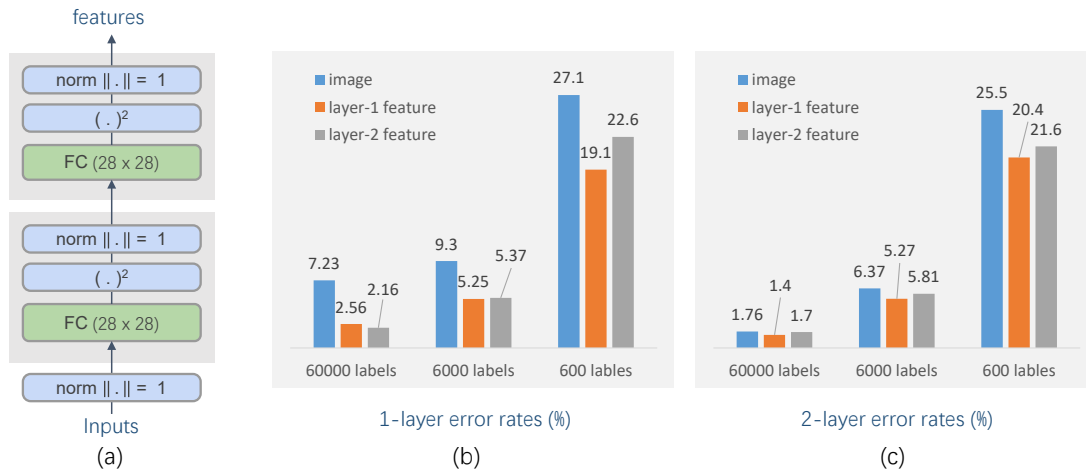 features
norm || . || = 1
( . )²
FC (28 x 28)
norm || . || = 1
( . )²
FC (28 x 28)
norm || . || = 1
Inputs
(a)
image
layer-1 feature
layer-2 feature
7.23
2.56
2.16
9.3
5.25
5.37
27.1
19.1
22.6
60000 labels
6000 labels
600 lables
1-layer error rates (%)
(b)
image
layer-1 feature
layer-2 feature
1.76
1.4
1.7
6.37
5.27
5.81
25.5
20.4
21.6
60000 labels
6000 labels
600 lables
2-layer error rates (%)
(c)